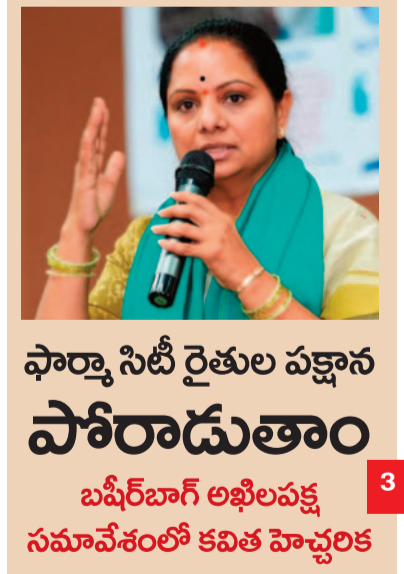 ఫార్మా సిటీ రైతుల పక్షాన
పోరాడుతాం
బషీర్‌బాగ్ అఖిలపక్ష
సమావేశంలో కవిత హెచ్చరిక
3